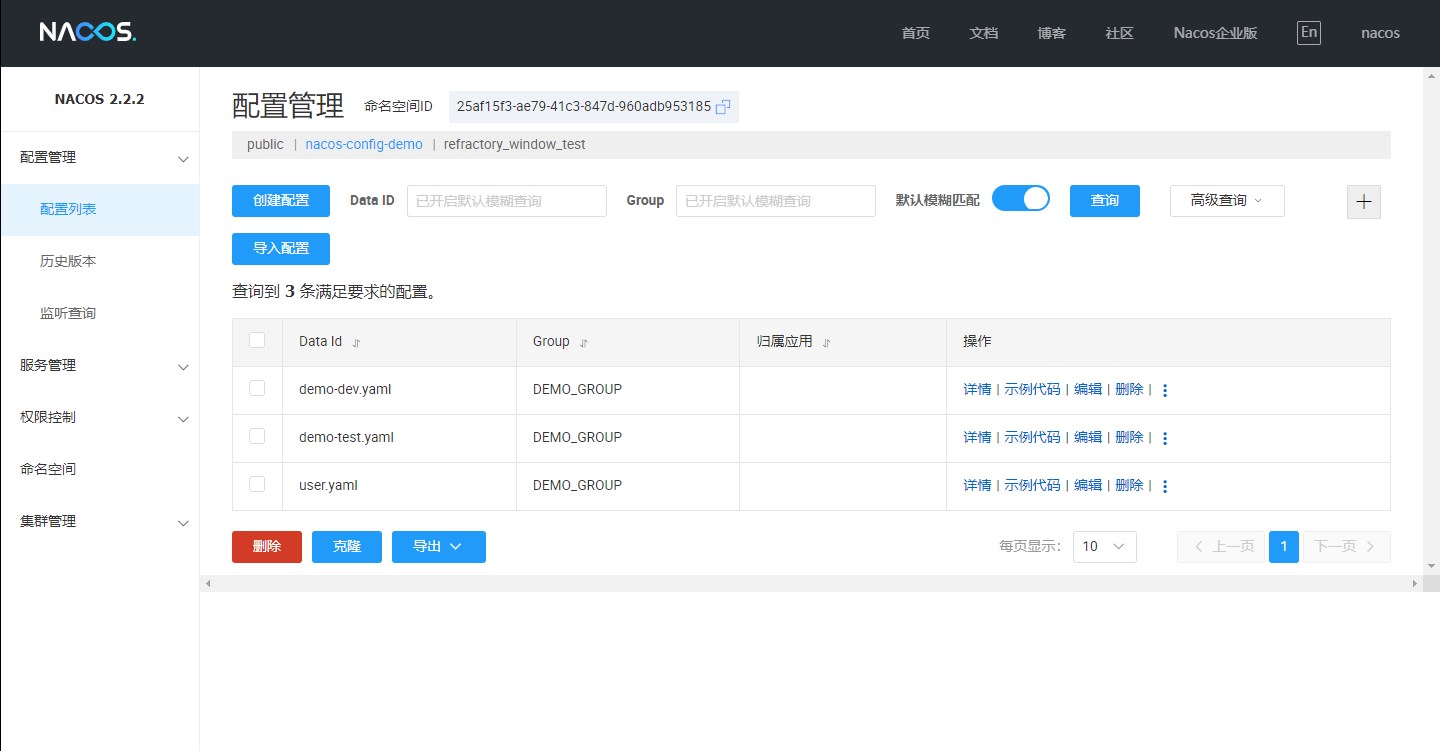 NACOS.
首页 文档 博客 社区 Nacos企业版 En nacos
NACOS 2.2.2
配置管理
配置列表
历史版本
监听查询
服务管理
权限控制
命名空间
集群管理
配置管理 命名空间ID 25af15f3-ae79-41c3-847d-960adb953185
public | nacos-config-demo | refractory_window_test
创建配置 Data ID 已开启默认模糊查询 Group 已开启默认模糊查询 默认模糊匹配 查询 高级查询
导入配置
查询到 3 条满足要求的配置。
Data Id Group 归属应用 操作
demo-dev.yaml DEMO_GROUP 详情 | 示例代码 | 编辑 | 删除 |
demo-test.yaml DEMO_GROUP 详情 | 示例代码 | 编辑 | 删除 |
user.yaml DEMO_GROUP 详情 | 示例代码 | 编辑 | 删除 |
删除 克隆 导出 每页显示: 10 上一页 1 下一页